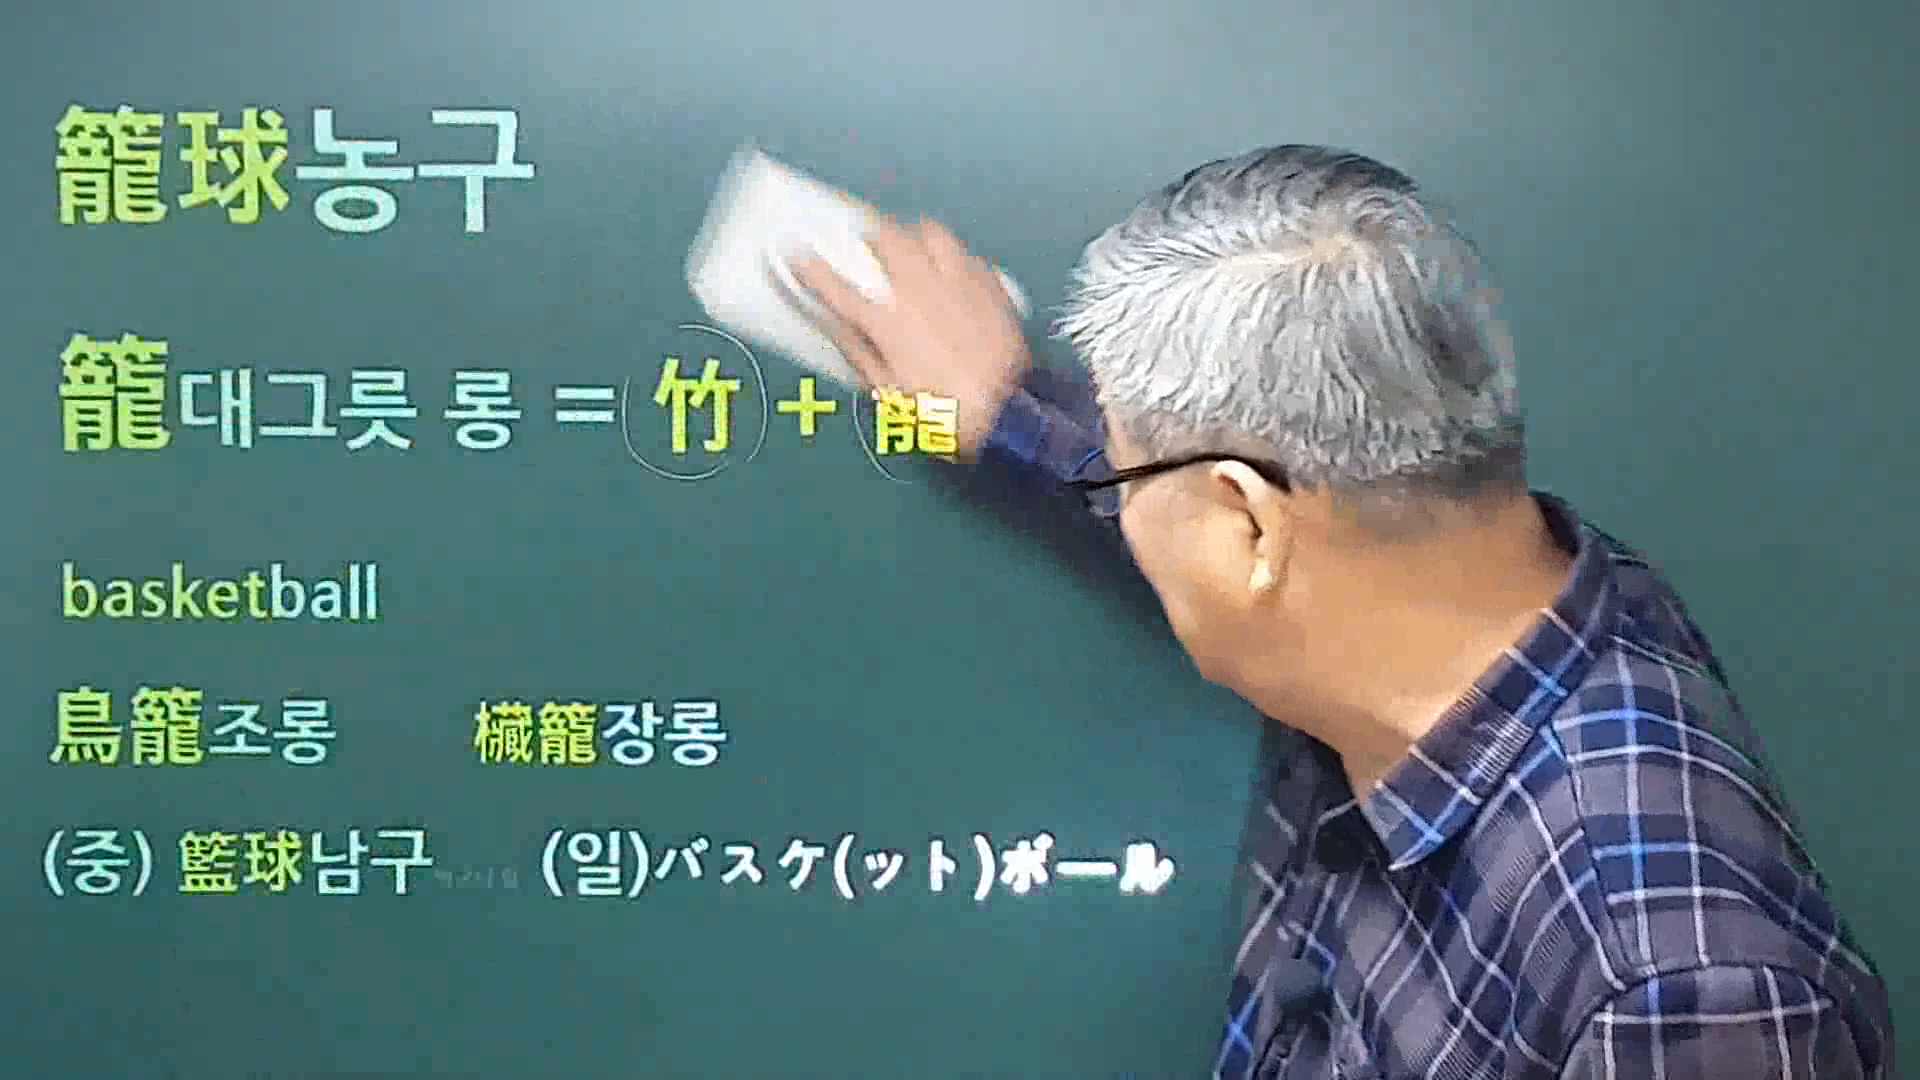 籠球농구
籠대그릇 롱 = 竹 + 龍
basketball
鳥籠조롱 欌籠장롱
(중) 籃球남구 (일)バスケ(ット)ボール